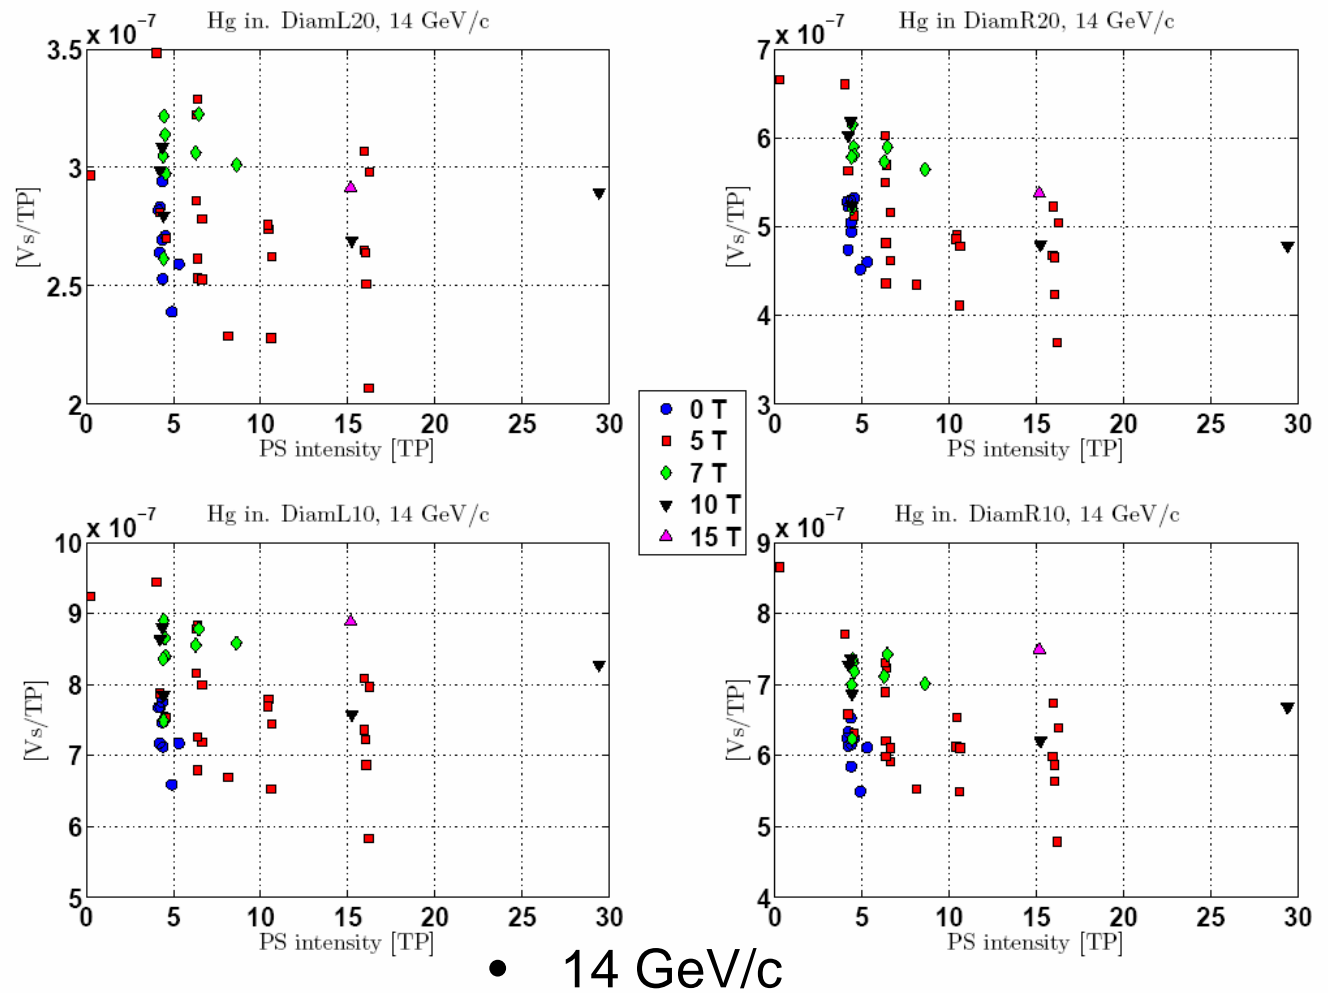 Hg in. DiamL20, 14 GeV/c
x 10⁻⁷
3.5
3
2.5
2
[Vs/TP]
0 5 10 15 20 25 30
PS intensity [TP]
Hg in DiamR20, 14 GeV/c
x 10⁻⁷
7
6
5
4
3
[Vs/TP]
0 5 10 15 20 25 30
PS intensity [TP]
0 T
5 T
7 T
10 T
15 T
Hg in. DiamL10, 14 GeV/c
x 10⁻⁷
10
9
8
7
6
5
[Vs/TP]
0 5 10 15 20 25 30
PS intensity [TP]
Hg in. DiamR10, 14 GeV/c
x 10⁻⁷
9
8
7
6
5
4
[Vs/TP]
0 5 10 15 20 25 30
PS intensity [TP]
• 14 GeV/c